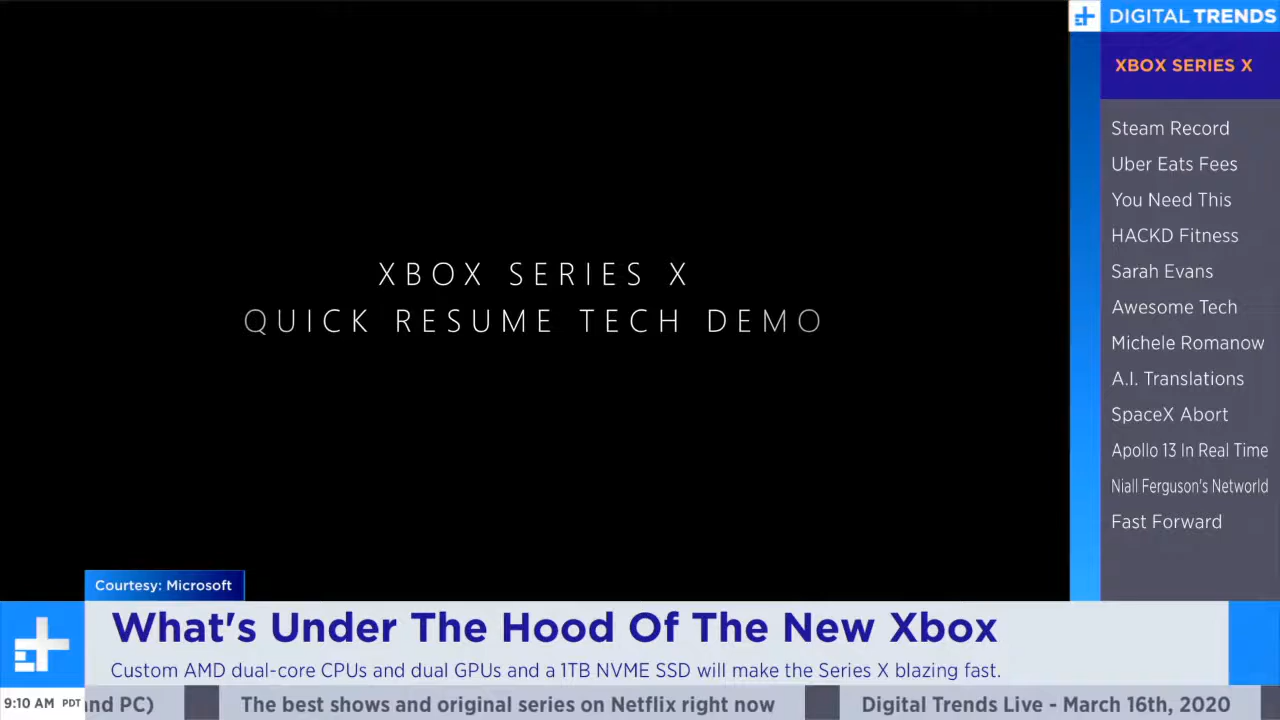 DIGITAL TRENDS
XBOX SERIES X
Steam Record
Uber Eats Fees
You Need This
HACKD Fitness
Sarah Evans
Awesome Tech
Michele Romanow
A.I. Translations
SpaceX Abort
Apollo 13 In Real Time
Niall Ferguson's Networld
Fast Forward
XBOX SERIES X
QUICK RESUME TECH DEMO
Courtesy: Microsoft
What's Under The Hood Of The New Xbox
Custom AMD dual-core CPUs and dual GPUs and a 1TB NVME SSD will make the Series X blazing fast.
9:10 AM PDT nd PC) The best shows and original series on Netflix right now Digital Trends Live - March 16th, 2020